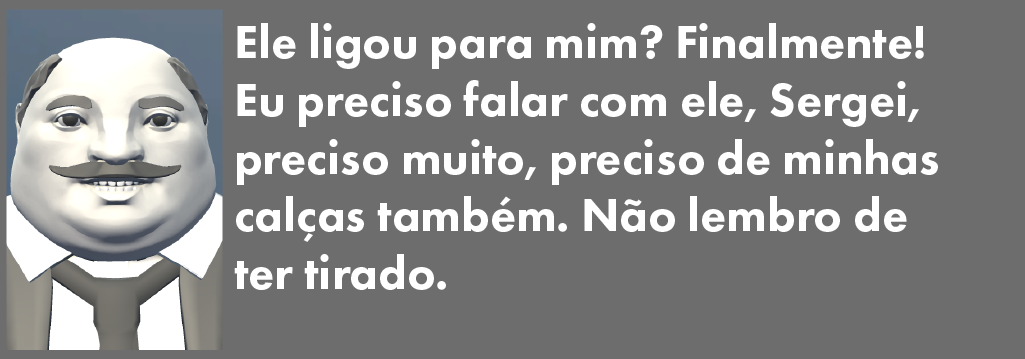 Ele ligou para mim? Finalmente!
Eu preciso falar com ele, Sergei,
preciso muito, preciso de minhas
calças também. Não lembro de
ter tirado.